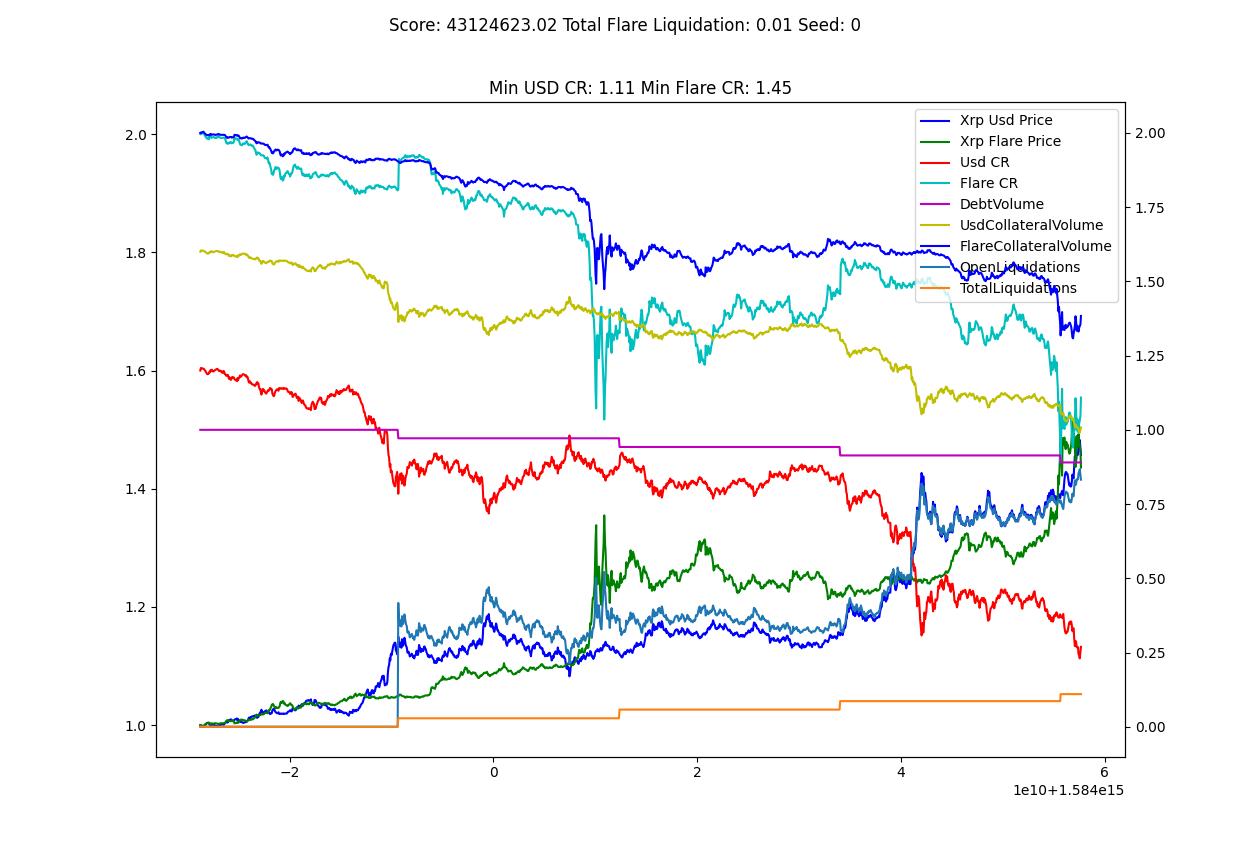 Score: 43124623.02 Total Flare Liquidation: 0.01 Seed: 0
Min USD CR: 1.11 Min Flare CR: 1.45
Xrp Usd Price
Xrp Flare Price
Usd CR
Flare CR
DebtVolume
UsdCollateralVolume
FlareCollateralVolume
OpenLiquidations
TotalLiquidations
2.0
1.8
1.6
1.4
1.2
1.0
2.00
1.75
1.50
1.25
1.00
0.75
0.50
0.25
0.00
−2 0 2 4 6
1e10+1.584e15